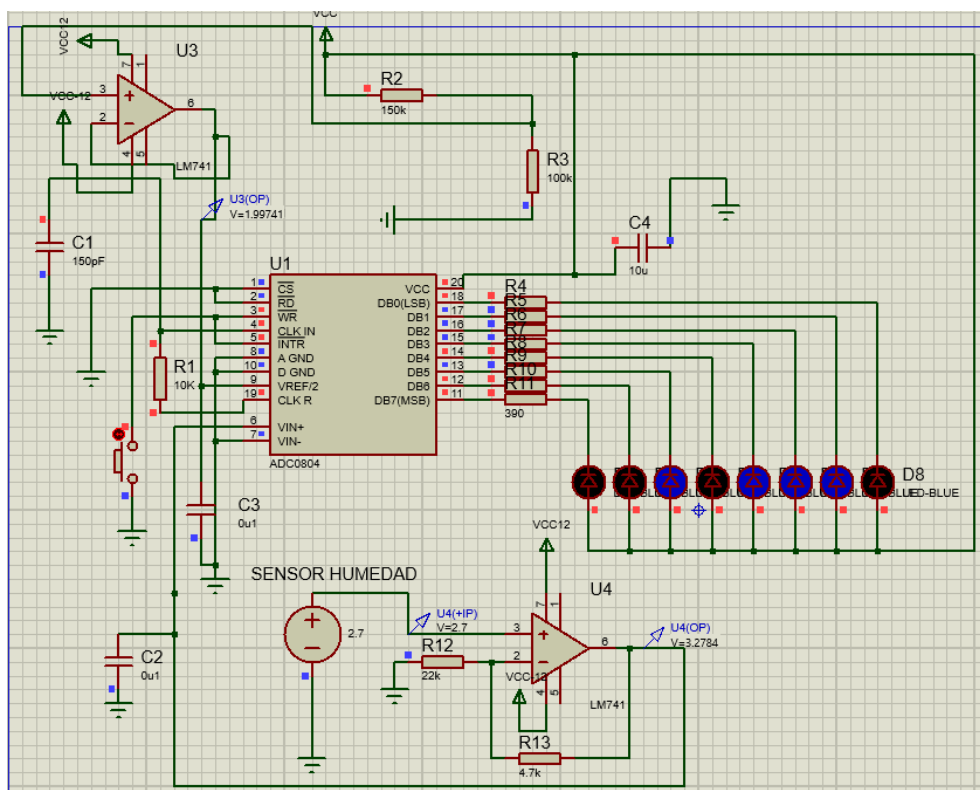 VCC
VCC12
U3
7
1
3
6
2
4
5
VCC-12
LM741
R2
150k
R3
100k
U3(OP)
V=1.99741
C1
150pF
C4
10u
U1
1
CS
2
RD
3
WR
4
CLK IN
5
INTR
8
A GND
10
D GND
9
VREF/2
19
CLK R
6
VIN+
7
VIN-
VCC
20
DB0(LSB)
18
DB1
17
DB2
16
DB3
15
DB4
14
DB5
13
DB6
12
DB7(MSB)
11
ADC0804
R4
R5
R6
R7
R8
R9
R10
R11
390
R1
10K
D8
LED-BLUE
C3
0u1
SENSOR HUMEDAD
2.7
U4(+IP)
V=2.7
R12
22k
VCC12
U4
7
1
3
6
2
4
5
LM741
U4(OP)
V=3.2784
R13
4.7k
C2
0u1